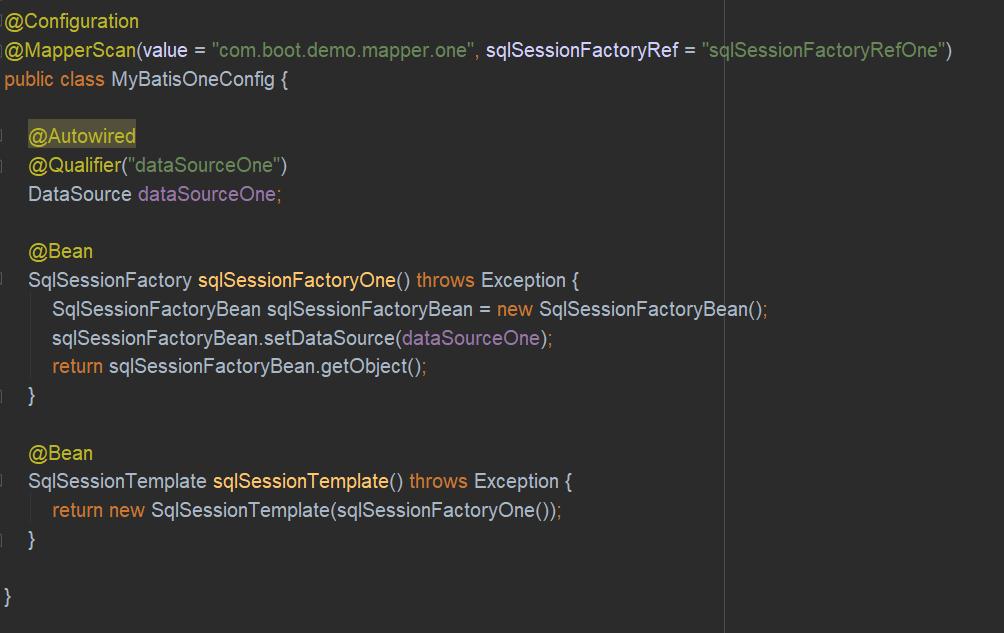 @Configuration
@MapperScan(value = "com.boot.demo.mapper.one", sqlSessionFactoryRef = "sqlSessionFactoryRefOne")
public class MyBatisOneConfig {
@Autowired
@Qualifier("dataSourceOne")
DataSource dataSourceOne;
@Bean
SqlSessionFactory sqlSessionFactoryOne() throws Exception {
SqlSessionFactoryBean sqlSessionFactoryBean = new SqlSessionFactoryBean();
sqlSessionFactoryBean.setDataSource(dataSourceOne);
return sqlSessionFactoryBean.getObject();
}
@Bean
SqlSessionTemplate sqlSessionTemplate() throws Exception {
return new SqlSessionTemplate(sqlSessionFactoryOne());
}
}